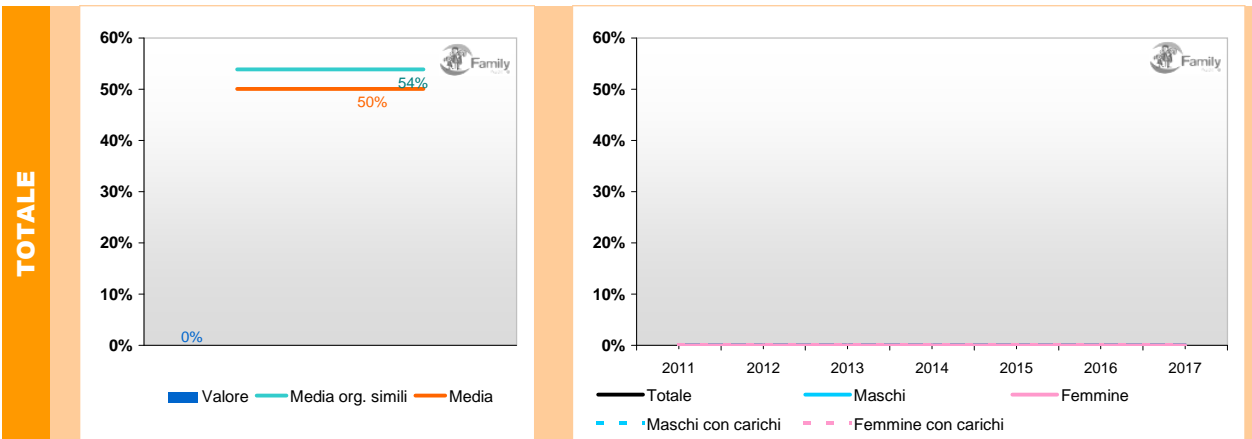 TOTALE
60%
50%
40%
30%
20%
10%
0%
Family
54%
50%
0%
Valore Media org. simili Media
60%
50%
40%
30%
20%
10%
0%
Family
2011 2012 2013 2014 2015 2016 2017
Totale Maschi Femmine
Maschi con carichi Femmine con carichi